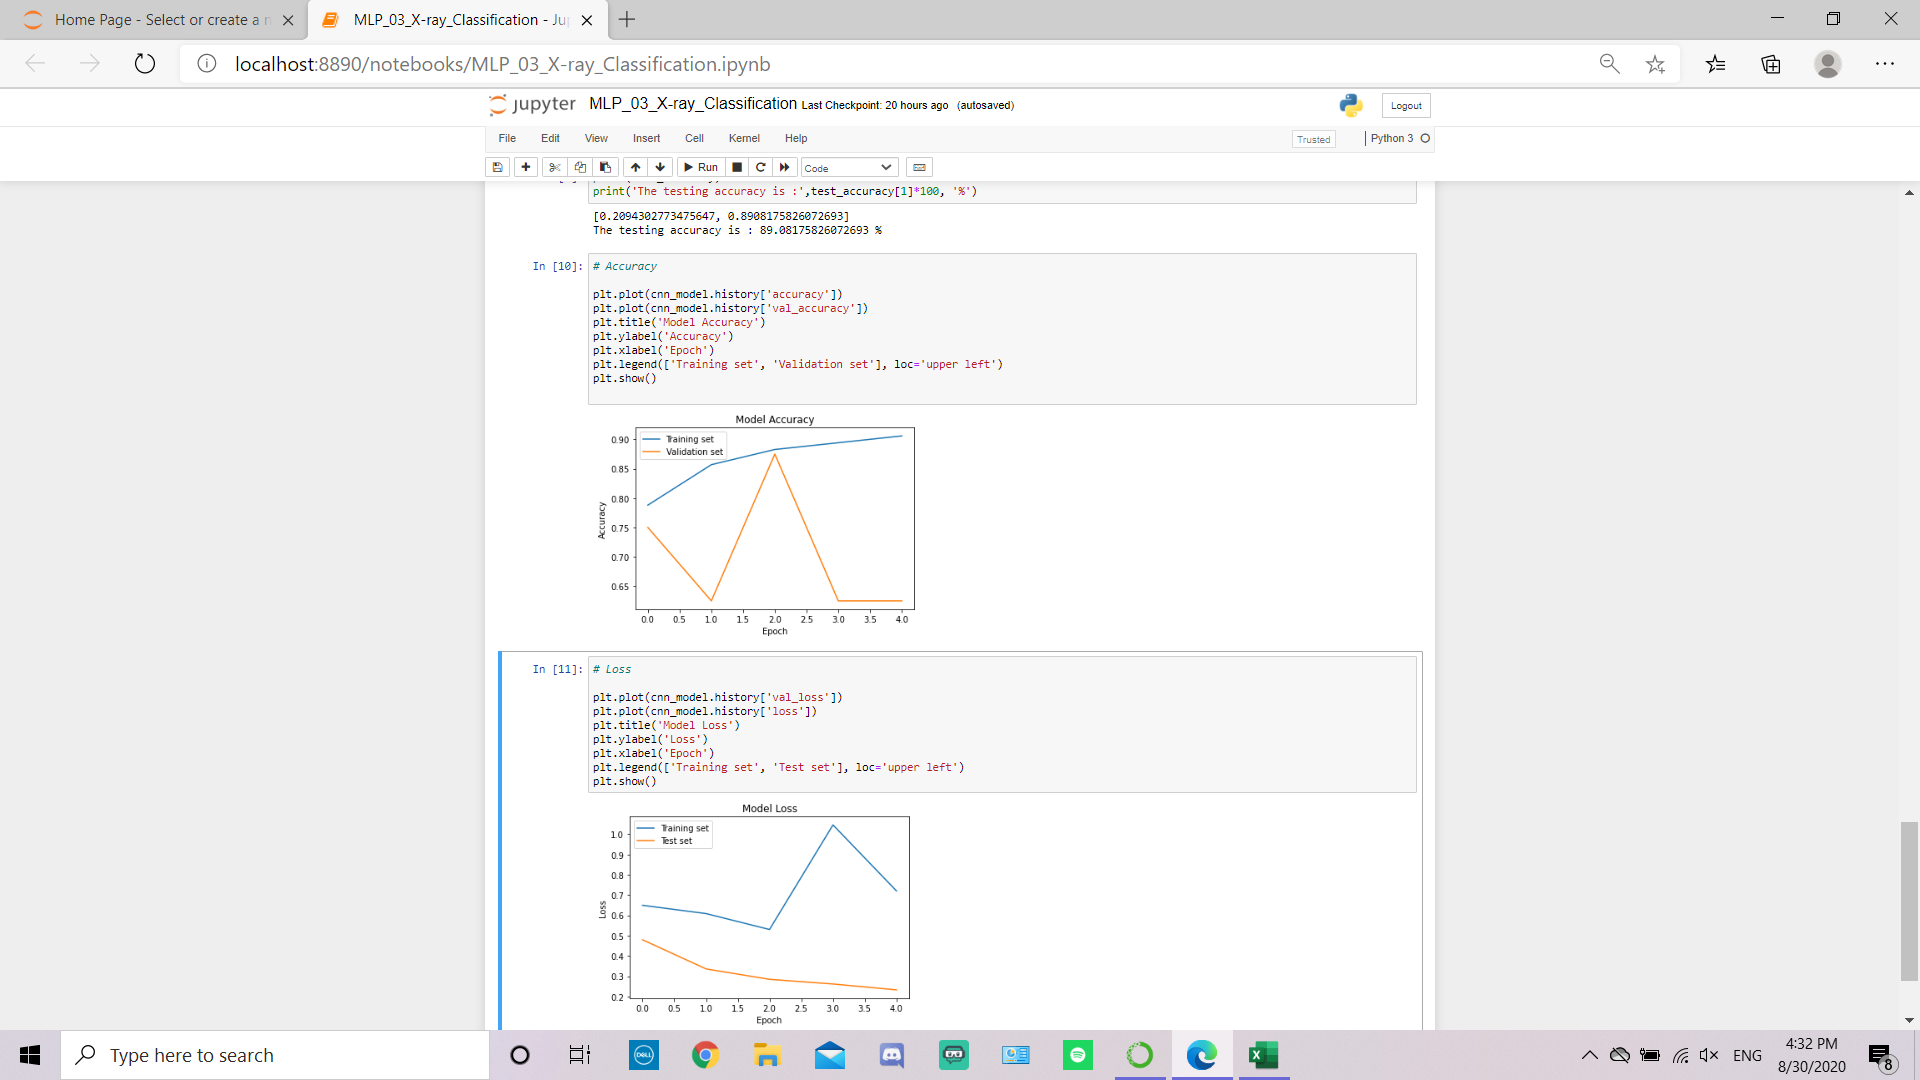 Home Page - Select or create a n
MLP_03_X-ray_Classification - Ju
localhost:8890/notebooks/MLP_03_X-ray_Classification.ipynb
jupyter MLP_03_X-ray_Classification Last Checkpoint: 20 hours ago (autosaved)
Logout
File Edit View Insert Cell Kernel Help
Trusted
Python 3
Run
Code
print('The testing accuracy is :',test_accuracy[1]*100, '%')
[0.2094302773475647, 0.8908175826072693]
The testing accuracy is : 89.08175826072693 %
In [10]:
# Accuracy
plt.plot(cnn_model.history['accuracy'])
plt.plot(cnn_model.history['val_accuracy'])
plt.title('Model Accuracy')
plt.ylabel('Accuracy')
plt.xlabel('Epoch')
plt.legend(['Training set', 'Validation set'], loc='upper left')
plt.show()
Model Accuracy
Training set
Validation set
0.90
0.85
0.80
0.75
0.70
0.65
Accuracy
0.0 0.5 1.0 1.5 2.0 2.5 3.0 3.5 4.0
Epoch
In [11]:
# Loss
plt.plot(cnn_model.history['val_loss'])
plt.plot(cnn_model.history['loss'])
plt.title('Model Loss')
plt.ylabel('Loss')
plt.xlabel('Epoch')
plt.legend(['Training set', 'Test set'], loc='upper left')
plt.show()
Model Loss
Training set
Test set
1.0
0.9
0.8
0.7
0.6
0.5
0.4
0.3
0.2
Loss
0.0 0.5 1.0 1.5 2.0 2.5 3.0 3.5 4.0
Epoch
Type here to search
DELL
ENG
4:32 PM
8/30/2020
8